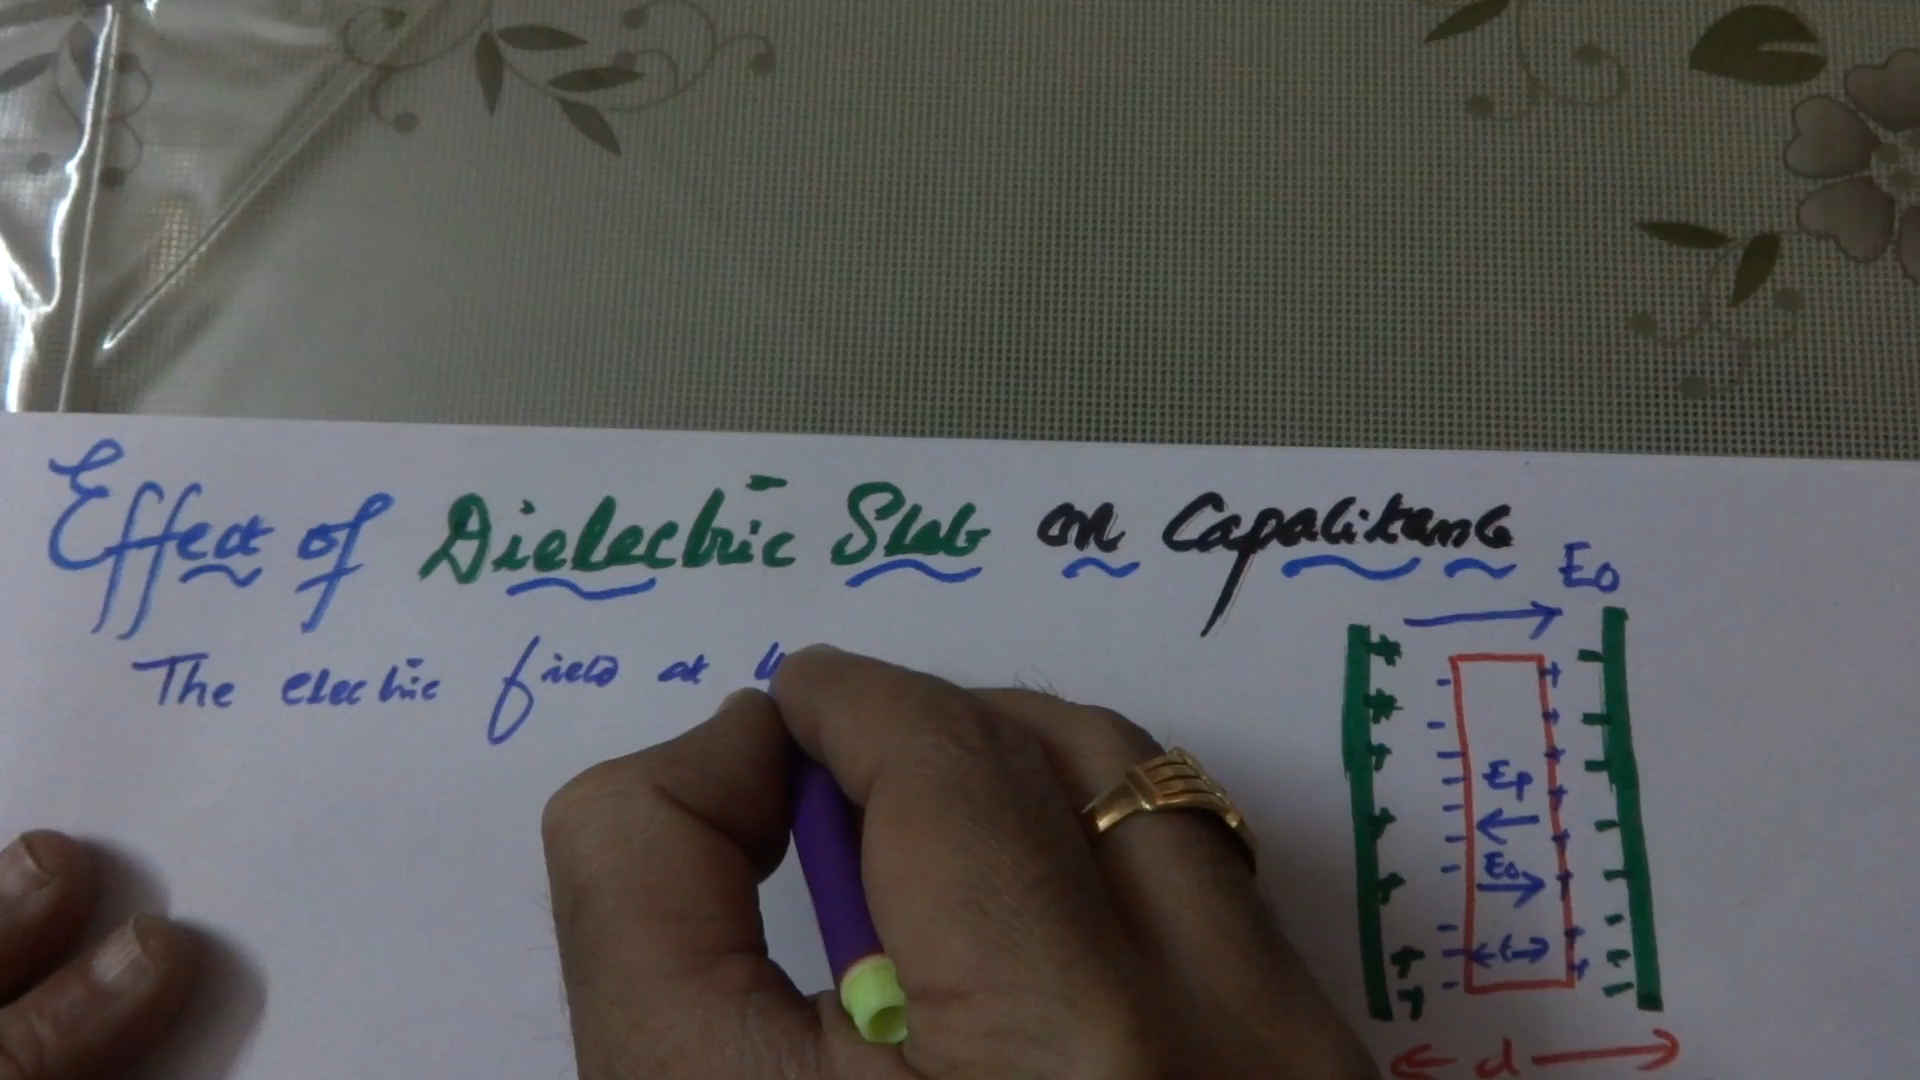 Effect of Dielectric Slab on Capacitance
The electric field at
E0
Ep
E0
t
d